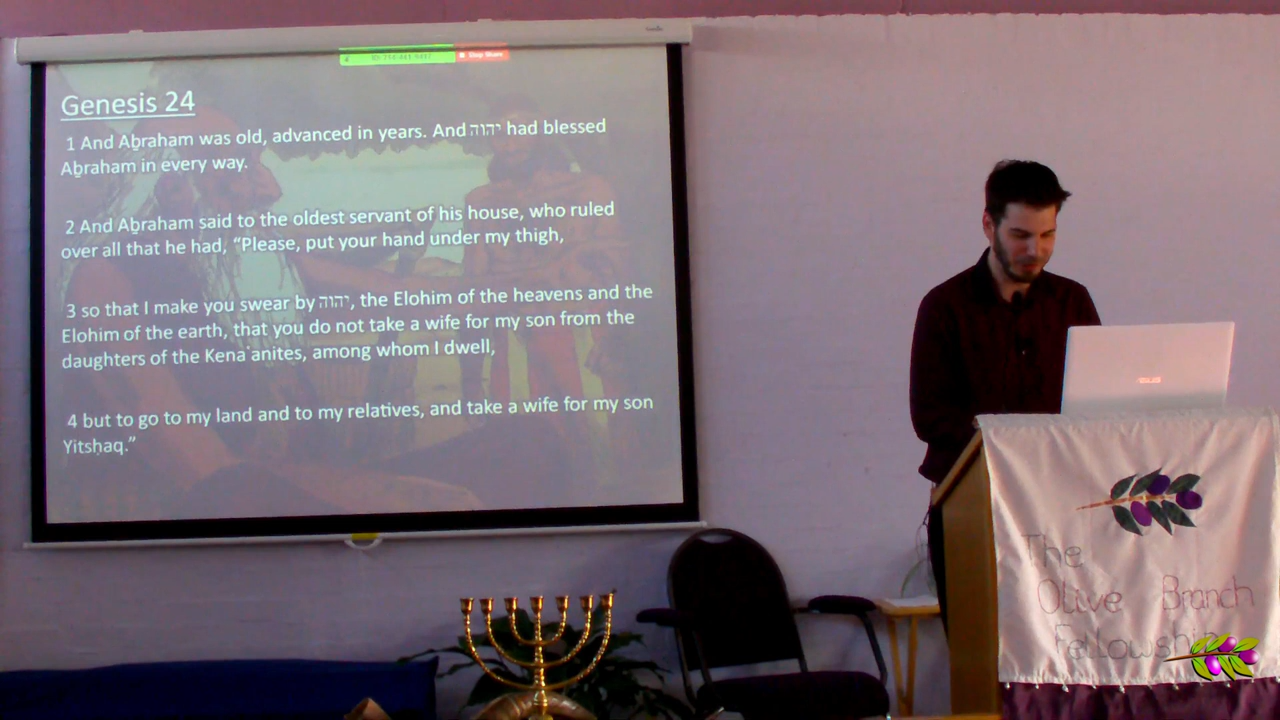 Stop Share
Genesis 24
1 And Aḇraham was old, advanced in years. And יהוה had blessed
Aḇraham in every way.
2 And Aḇraham said to the oldest servant of his house, who ruled
over all that he had, “Please, put your hand under my thigh,
3 so that I make you swear by יהוה, the Elohim of the heavens and the
Elohim of the earth, that you do not take a wife for my son from the
daughters of the Kenaʽanites, among whom I dwell,
4 but to go to my land and to my relatives, and take a wife for my son
Yitsḥaq.”
ASUS
The
Olive Branch
Fellowship